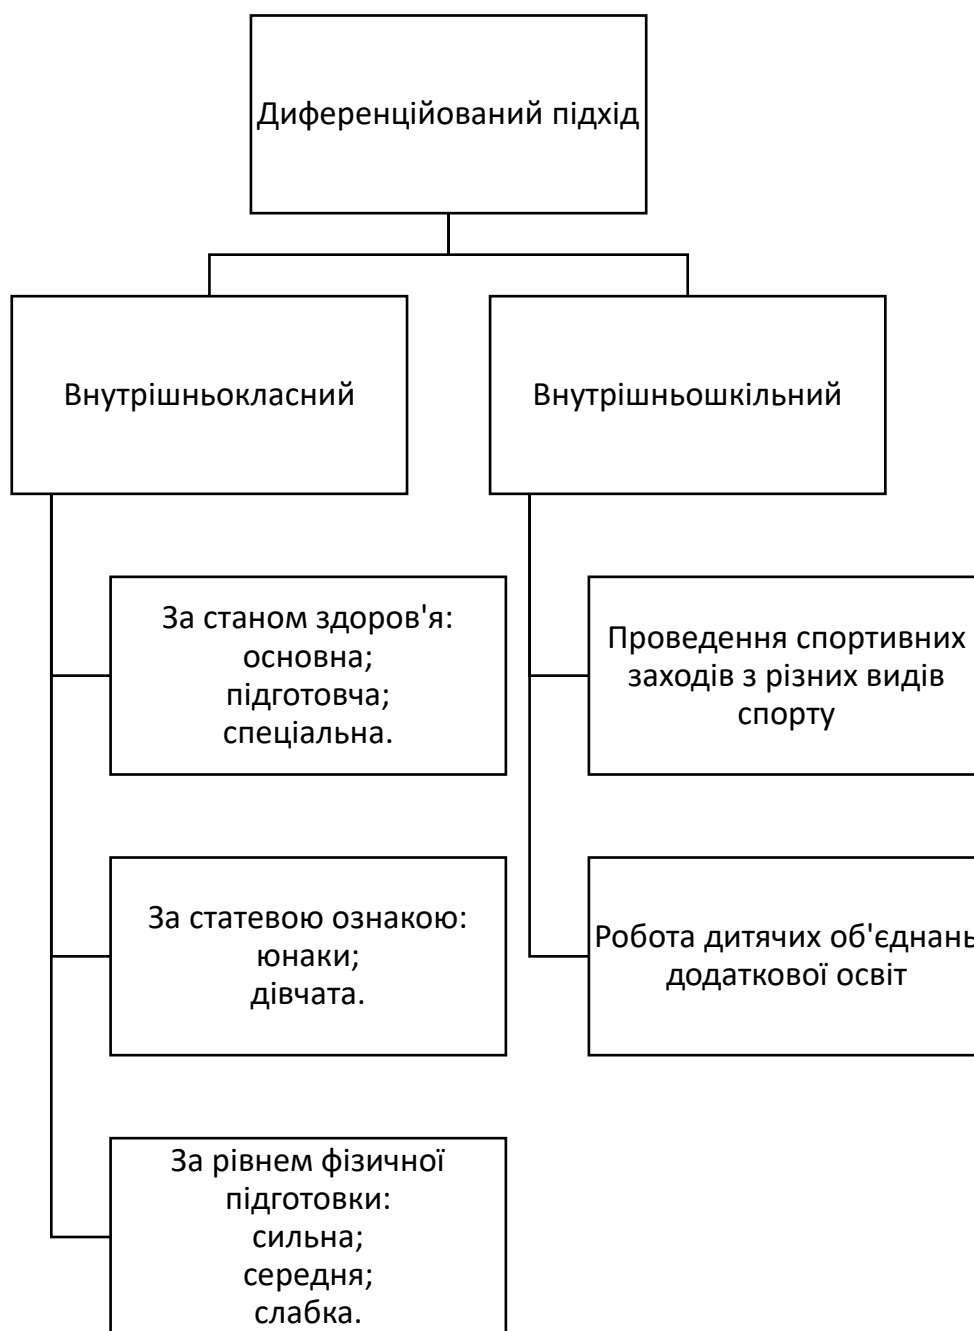 Диференційований підхід
Внутрішньокласний
Внутрішньошкільний
За станом здоров'я:
основна;
підготовча;
спеціальна.
Проведення спортивних
заходів з різних видів
спорту
За статевою ознакою:
юнаки;
дівчата.
Робота дитячих об'єднань
додаткової освіт
За рівнем фізичної
підготовки:
сильна;
середня;
слабка.